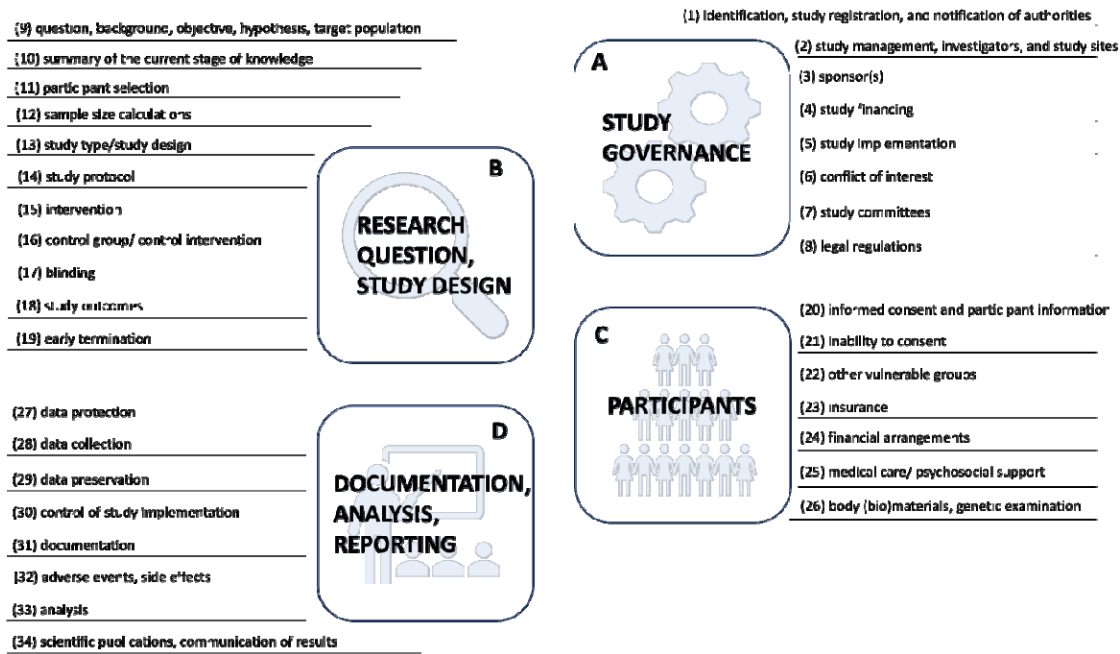 (1) identification, study registration, and notification of authorities
A
STUDY
GOVERNANCE
(2) study management, investigators, and study sites
(3) sponsor(s)
(4) study financing
(5) study implementation
(6) conflict of interest
(7) study committees
(8) legal regulations
(9) question, background, objective, hypothesis, target population
(10) summary of the current stage of knowledge
(11) participant selection
(12) sample size calculations
(13) study type/study design
(14) study protocol
(15) intervention
(16) control group/ control intervention
(17) blinding
(18) study outcomes
(19) early termination
B
RESEARCH
QUESTION,
STUDY DESIGN
C
PARTICIPANTS
(20) informed consent and participant information
(21) inability to consent
(22) other vulnerable groups
(23) insurance
(24) financial arrangements
(25) medical care/ psychosocial support
(26) body (bio)materials, genetic examination
(27) data protection
(28) data collection
(29) data preservation
(30) control of study implementation
(31) documentation
(32) adverse events, side effects
(33) analysis
(34) scientific publications, communication of results
D
DOCUMENTATION,
ANALYSIS,
REPORTING